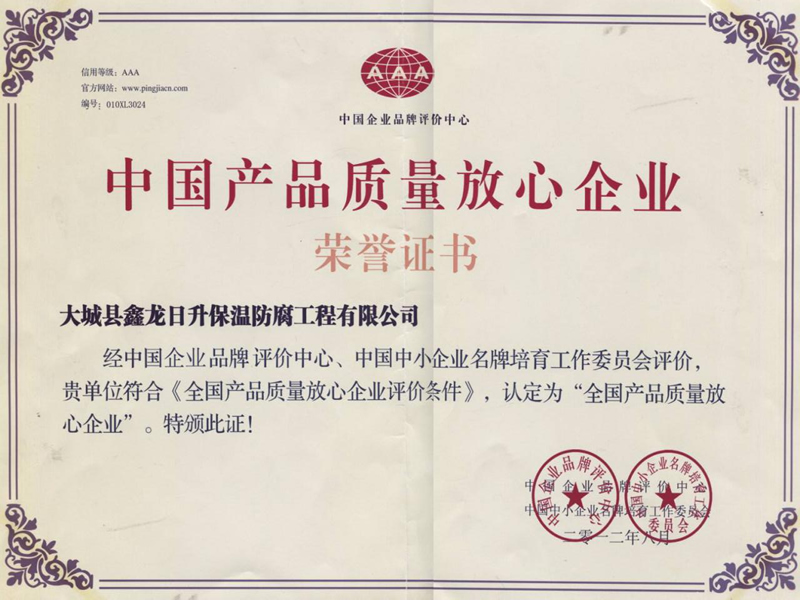 信用等级：AAA
官方网站：www.pingjiacn.com
编号：010XL3024
AAA
中国企业品牌评价中心
中国产品质量放心企业
荣誉证书
大城县鑫龙日升保温防腐工程有限公司
经中国企业品牌评价中心、中国中小企业名牌培育工作委员会评价，
贵单位符合《全国产品质量放心企业评价条件》，认定为“全国产品质量放
心企业”。特颁此证！
中国企业品牌评价中心
中国中小企业名牌培育工作委员会
二零一二年八月